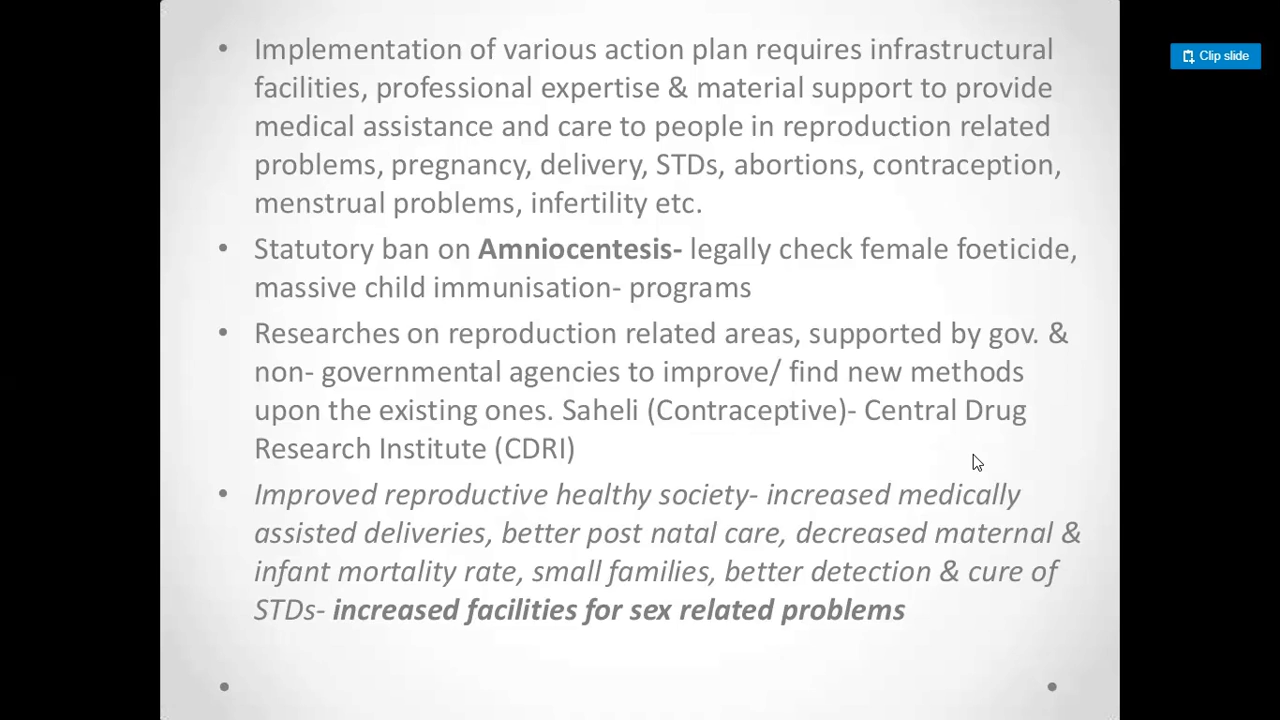 Clip slide
• Implementation of various action plan requires infrastructural
facilities, professional expertise & material support to provide
medical assistance and care to people in reproduction related
problems, pregnancy, delivery, STDs, abortions, contraception,
menstrual problems, infertility etc.
• Statutory ban on Amniocentesis- legally check female foeticide,
massive child immunisation- programs
• Researches on reproduction related areas, supported by gov. &
non- governmental agencies to improve/ find new methods
upon the existing ones. Saheli (Contraceptive)- Central Drug
Research Institute (CDRI)
• Improved reproductive healthy society- increased medically
assisted deliveries, better post natal care, decreased maternal &
infant mortality rate, small families, better detection & cure of
STDs- increased facilities for sex related problems